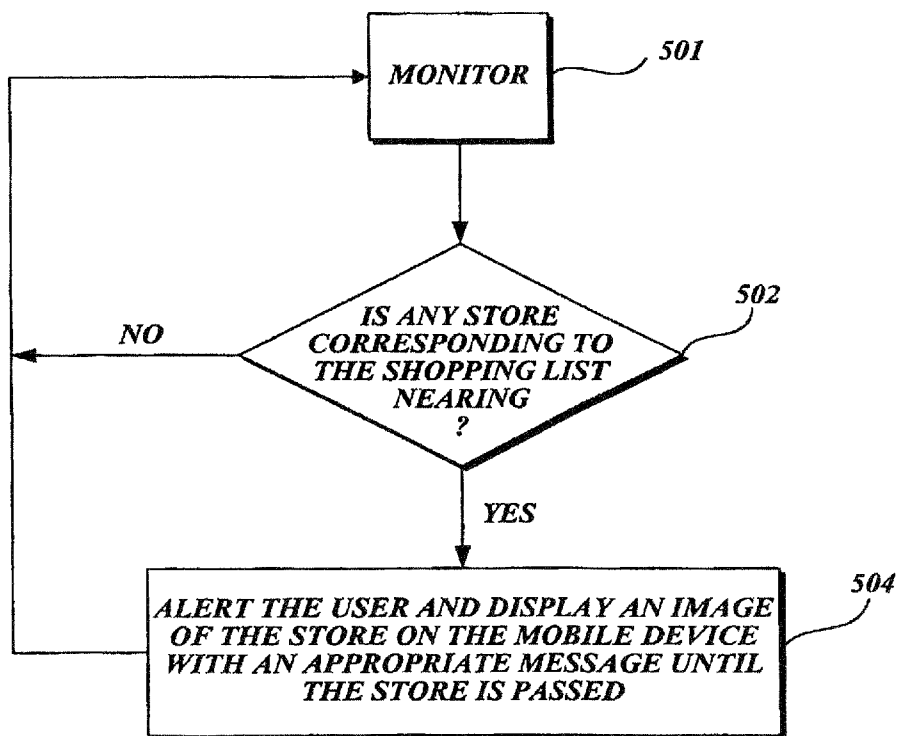 MONITOR
501
IS ANY STORE
CORRESPONDING TO
THE SHOPPING LIST
NEARING
?
502
NO
YES
ALERT THE USER AND DISPLAY AN IMAGE
OF THE STORE ON THE MOBILE DEVICE
WITH AN APPROPRIATE MESSAGE UNTIL
THE STORE IS PASSED
504